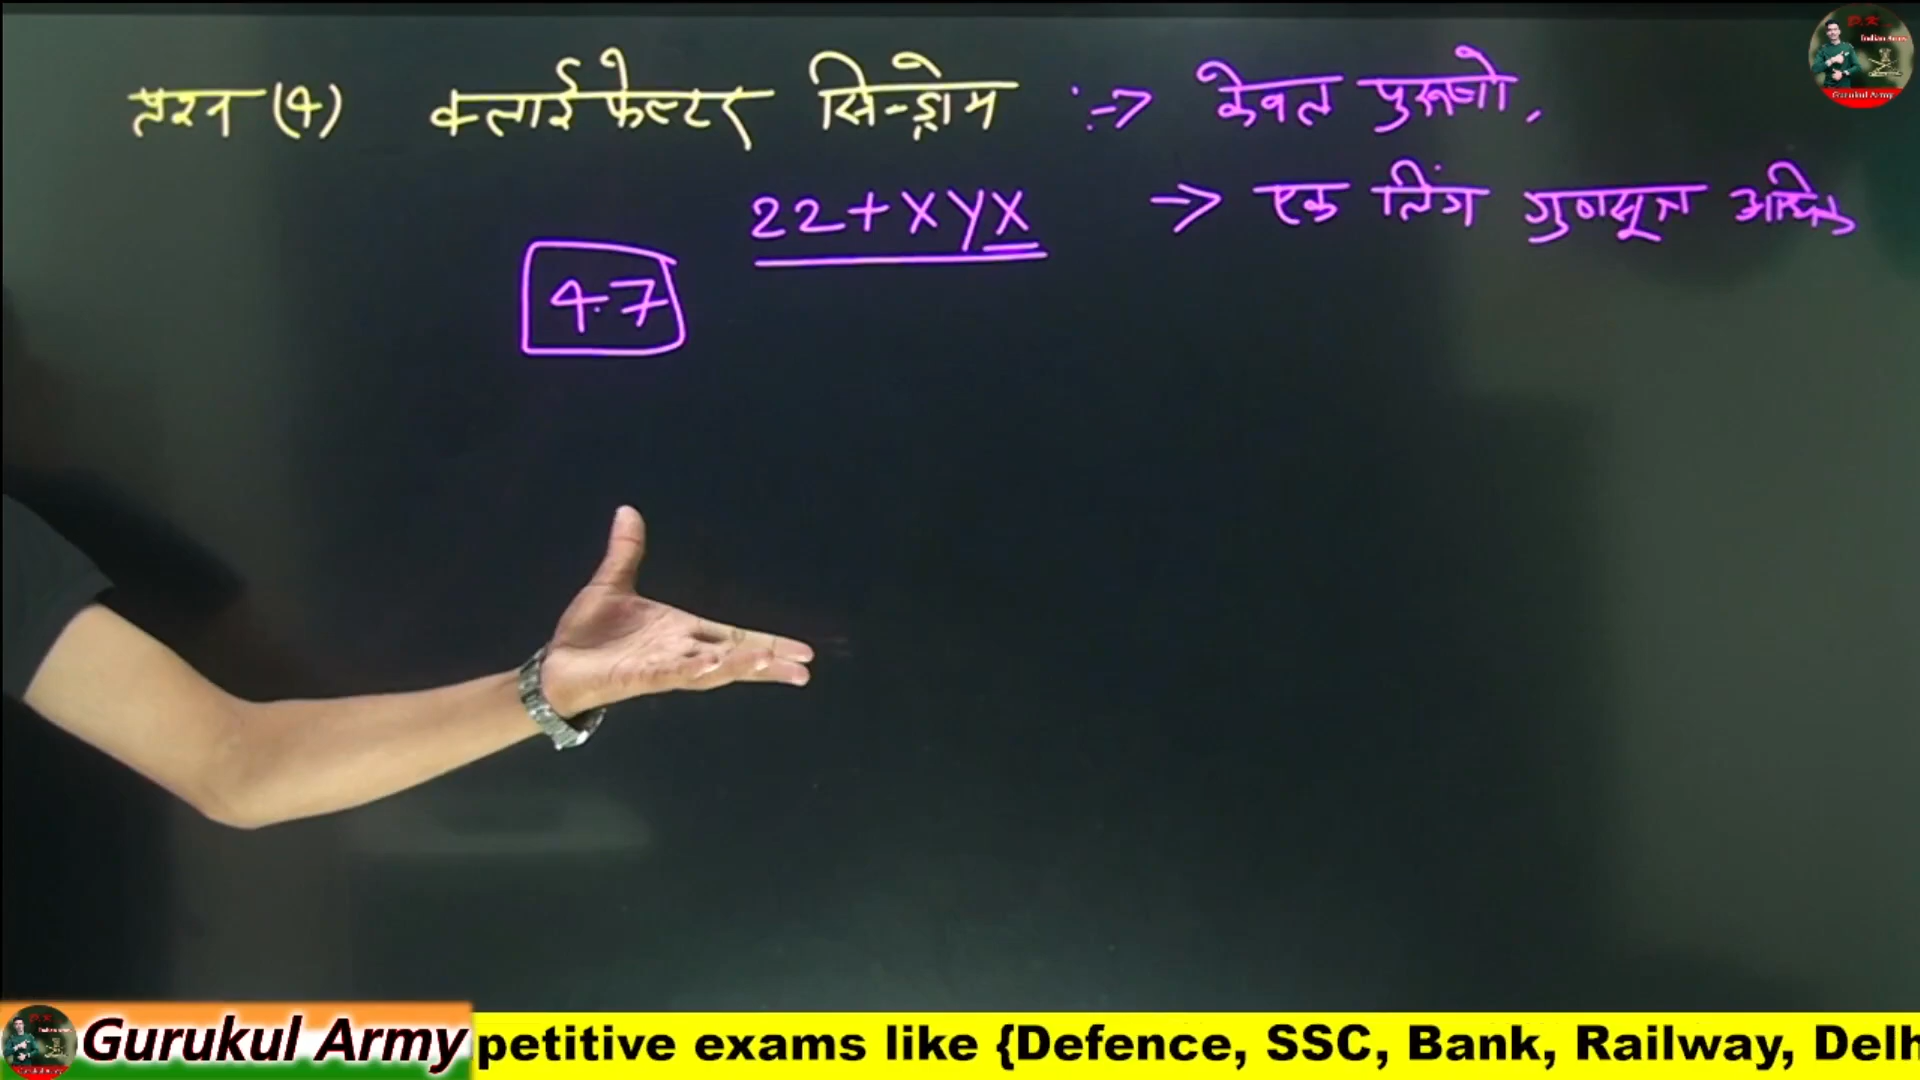 प्रश्न (4) क्लाईफेल्टर सिन्ड्रोम :-> केवल पुरूषो,
22+XYX -> एक लिंग गुणसूत्र अधिक
47
Gurukul Army petitive exams like {Defence, SSC, Bank, Railway, Delh